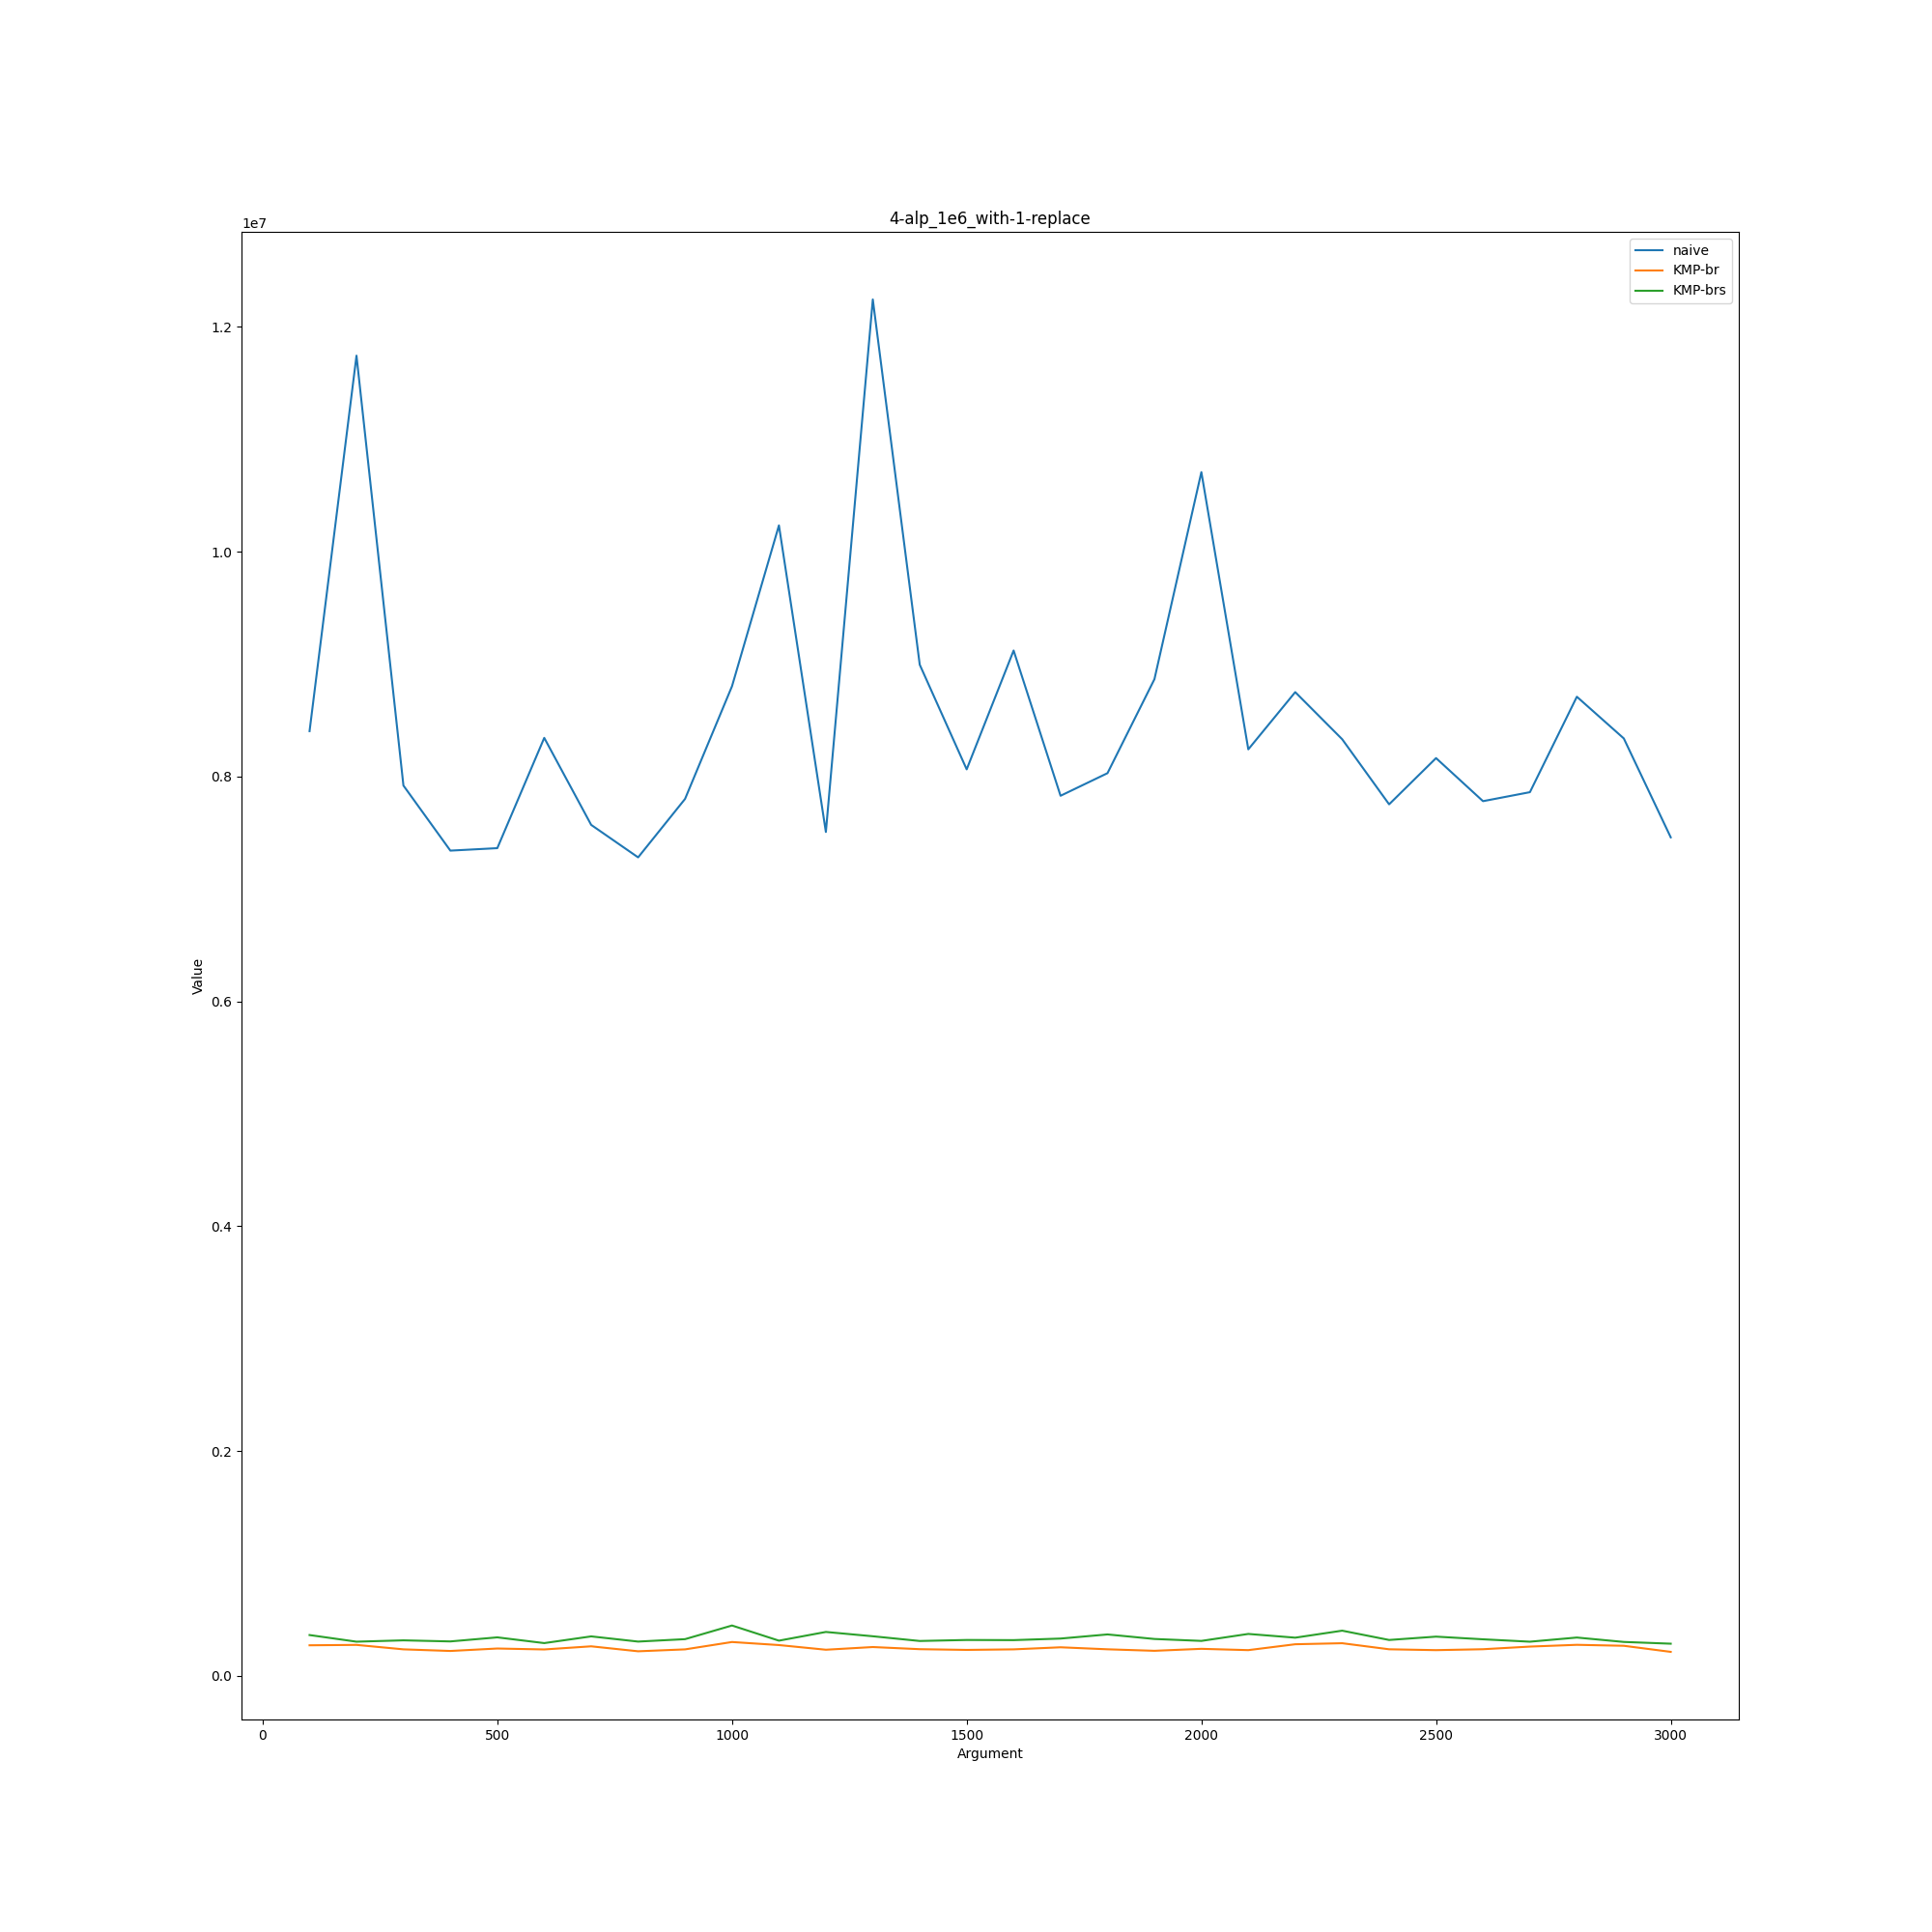 4-alp_1e6_with-1-replace
1e7
naive
KMP-br
KMP-brs
1.2
1.0
0.8
0.6
0.4
0.2
0.0
Value
0 500 1000 1500 2000 2500 3000
Argument